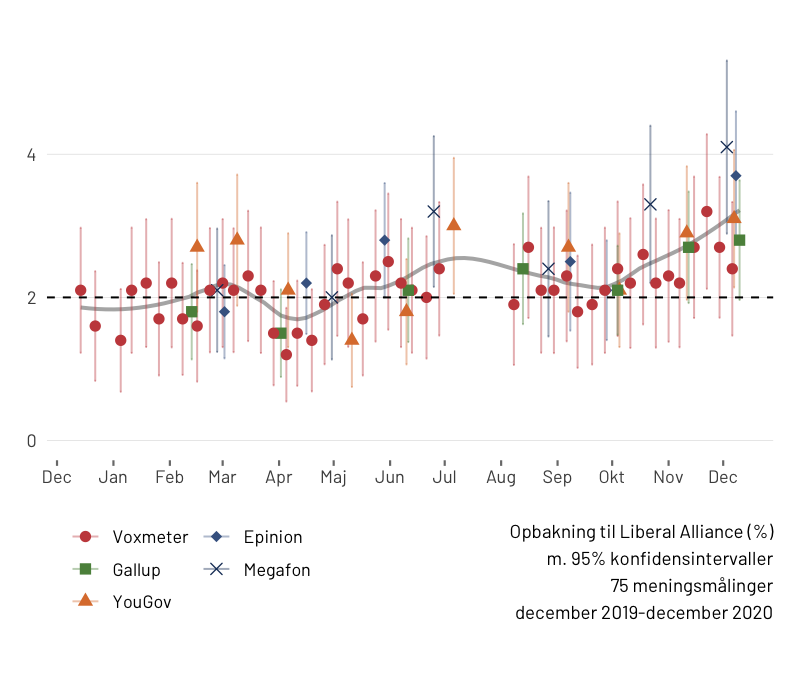 4
2
0
Dec Jan Feb Mar Apr Maj Jun Jul Aug Sep Okt Nov Dec
Voxmeter Epinion
Gallup Megafon
YouGov
Opbakning til Liberal Alliance (%)
m. 95% konfidensintervaller
75 meningsmålinger
december 2019-december 2020